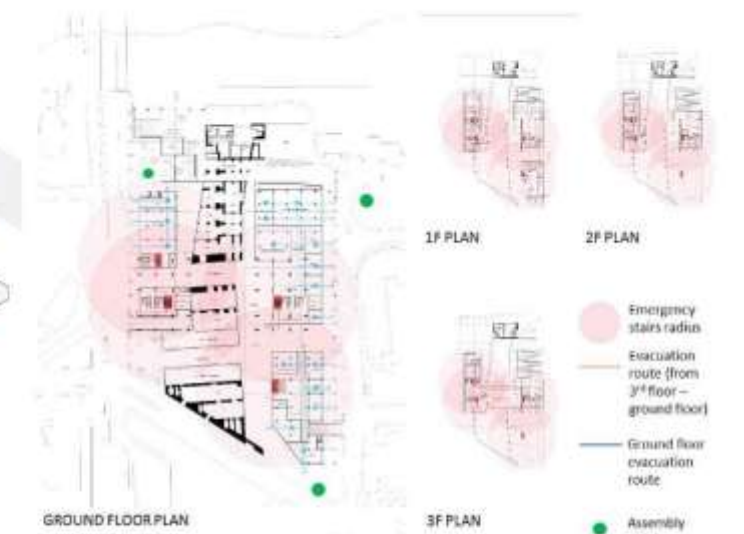 1F PLAN
2F PLAN
GROUND FLOOR PLAN
3F PLAN
Emergency
stairs radius
Evacuation
route (from
3rd floor –
ground floor)
Ground floor
evacuation
route
Assembly